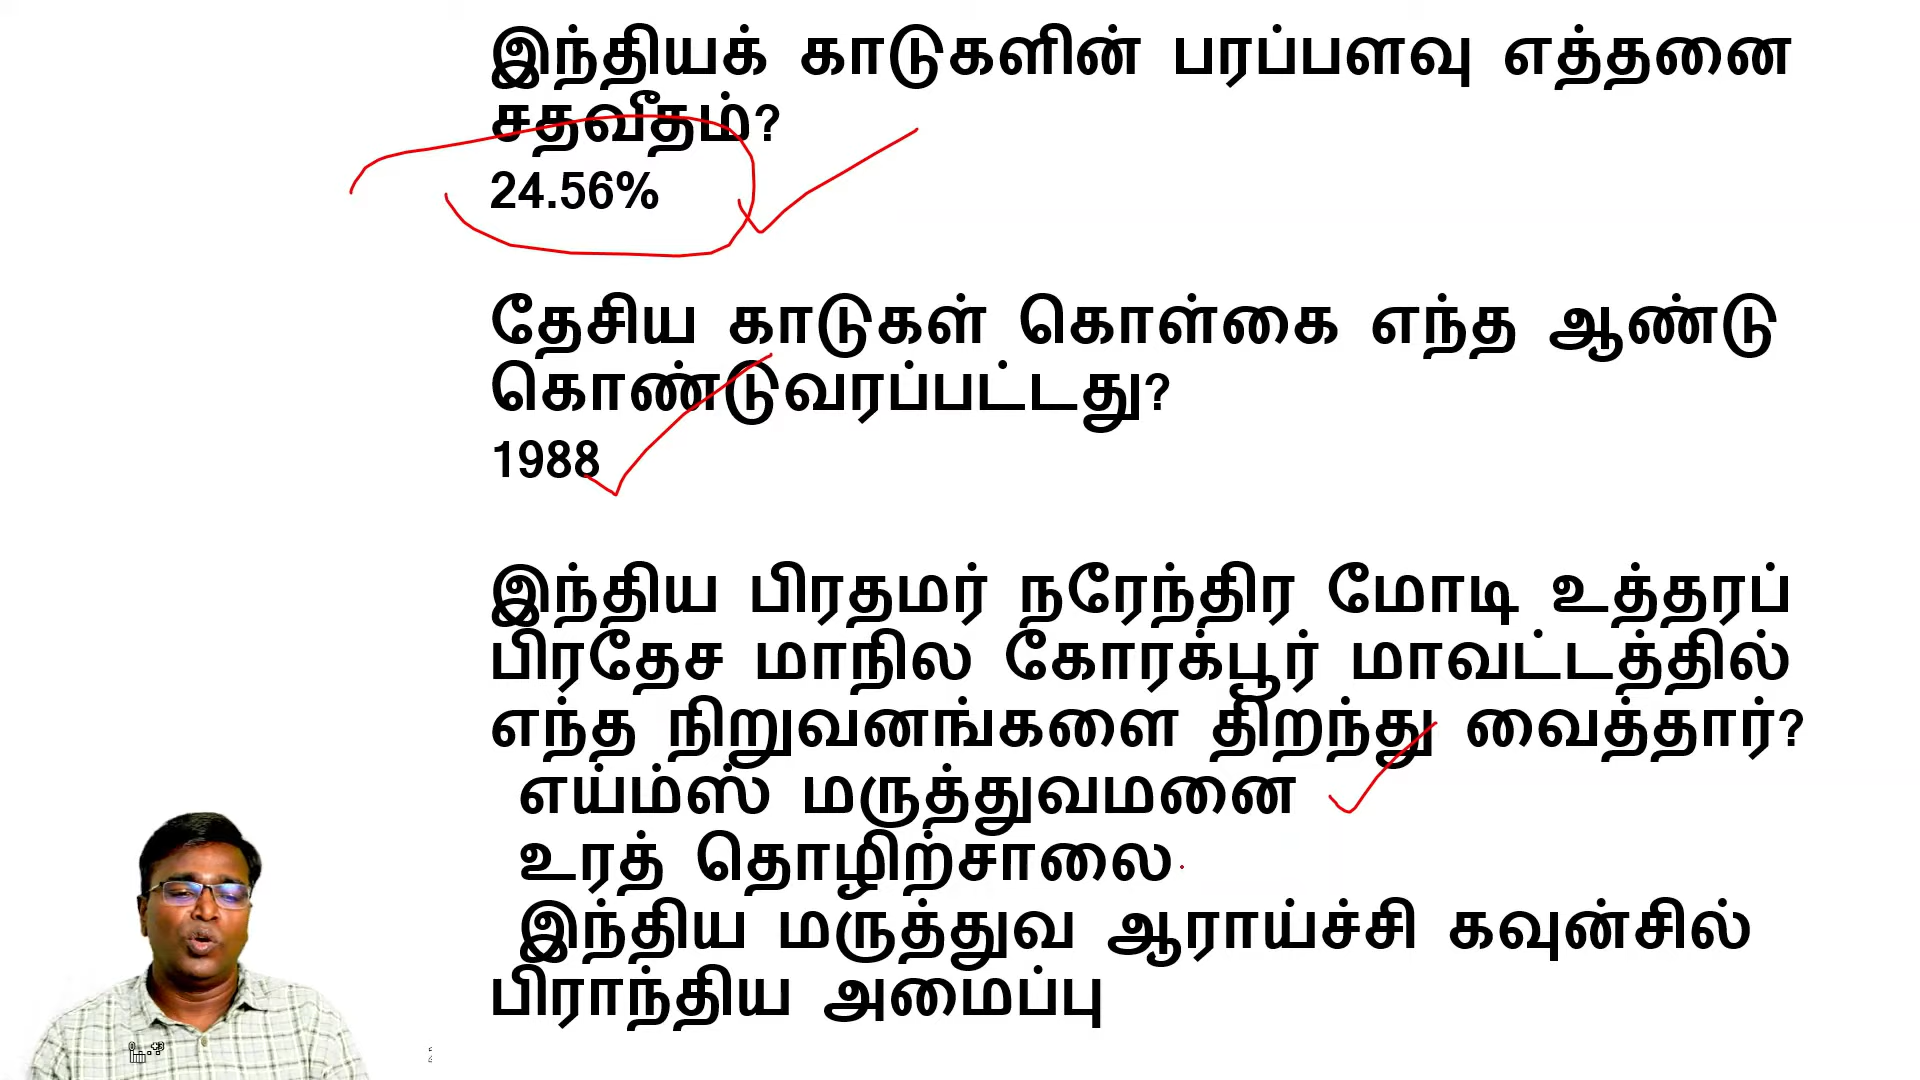 இந்தியக் காடுகளின் பரப்பளவு எத்தனை
சதவீதம்?
24.56%
தேசிய காடுகள் கொள்கை எந்த ஆண்டு
கொண்டுவரப்பட்டது?
1988
இந்திய பிரதமர் நரேந்திர மோடி உத்தரப்
பிரதேச மாநில கோரக்பூர் மாவட்டத்தில்
எந்த நிறுவனங்களை திறந்து வைத்தார்?
எய்ம்ஸ் மருத்துவமனை
உரத் தொழிற்சாலை
இந்திய மருத்துவ ஆராய்ச்சி கவுன்சில்
பிராந்திய அமைப்பு